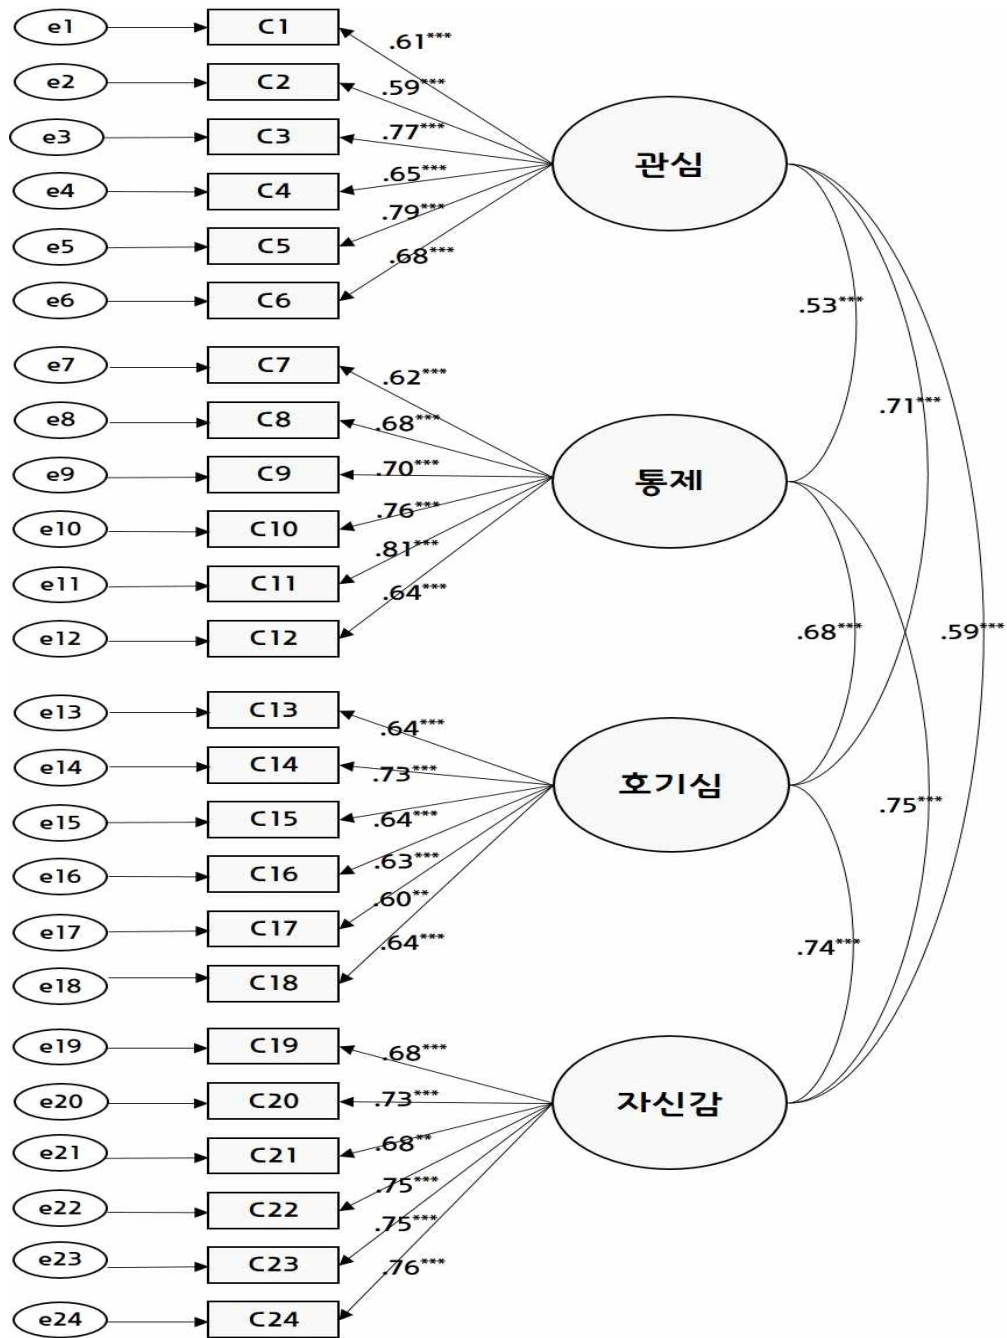 e1 C1 .61***
e2 C2 .59***
e3 C3 .77***
관심
e4 C4 .65***
e5 C5 .79***
e6 C6 .68***
.53***
e7 C7 .62***
.71***
e8 C8 .68***
e9 C9 .70***
통제
e10 C10 .76***
e11 C11 .81***
e12 C12 .64***
.68***
.59***
e13 C13 .64***
e14 C14 .73***
호기심
e15 C15 .64***
.75***
e16 C16 .63***
e17 C17 .60**
e18 C18 .64***
.74***
e19 C19 .68***
e20 C20 .73***
자신감
e21 C21 .68**
e22 C22 .75***
e23 C23 .75***
e24 C24 .76***